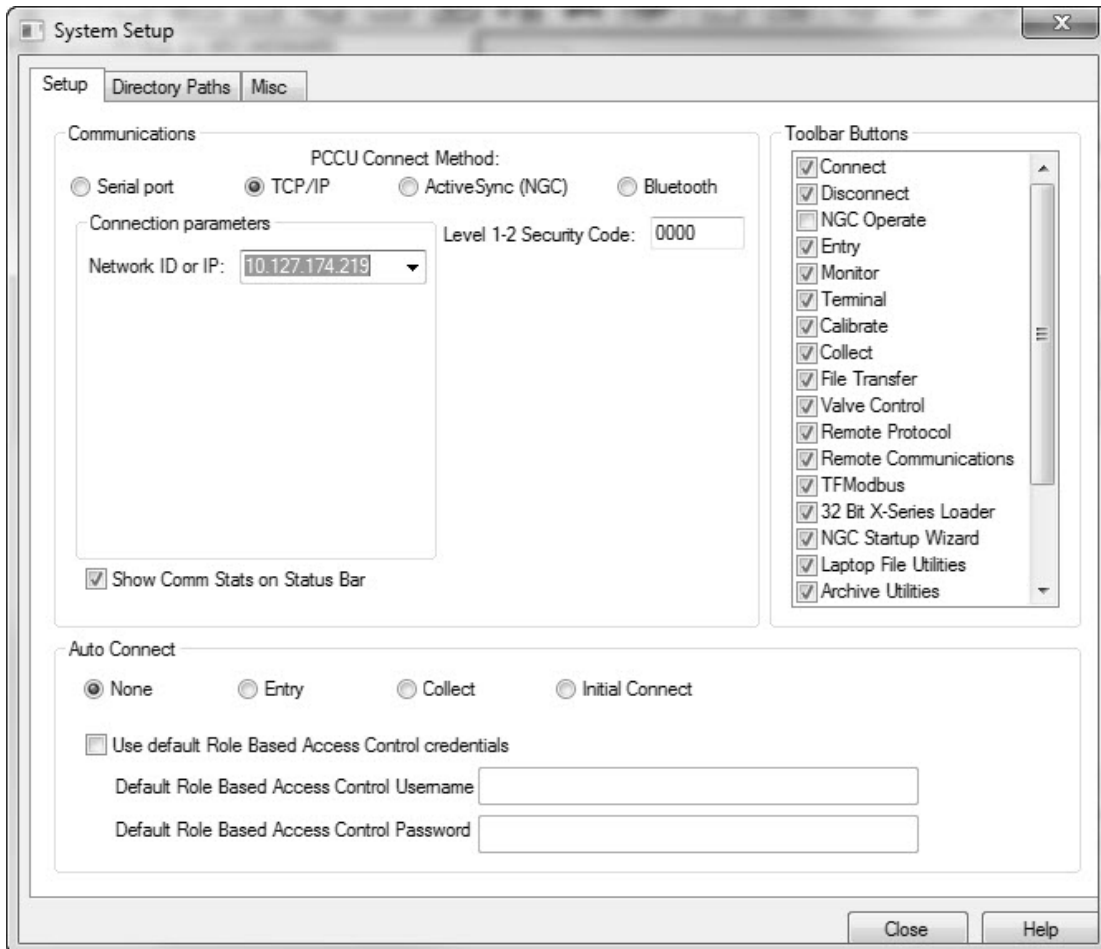 System Setup
X
Setup
Directory Paths
Misc
Communications
PCCU Connect Method:
Serial port
TCP/IP
ActiveSync (NGC)
Bluetooth
Connection parameters
Network ID or IP: 10.127.174.219
Level 1-2 Security Code: 0000
Show Comm Stats on Status Bar
Toolbar Buttons
Connect
Disconnect
NGC Operate
Entry
Monitor
Terminal
Calibrate
Collect
File Transfer
Valve Control
Remote Protocol
Remote Communications
TFModbus
32 Bit X-Series Loader
NGC Startup Wizard
Laptop File Utilities
Archive Utilities
Auto Connect
None
Entry
Collect
Initial Connect
Use default Role Based Access Control credentials
Default Role Based Access Control Username
Default Role Based Access Control Password
Close
Help